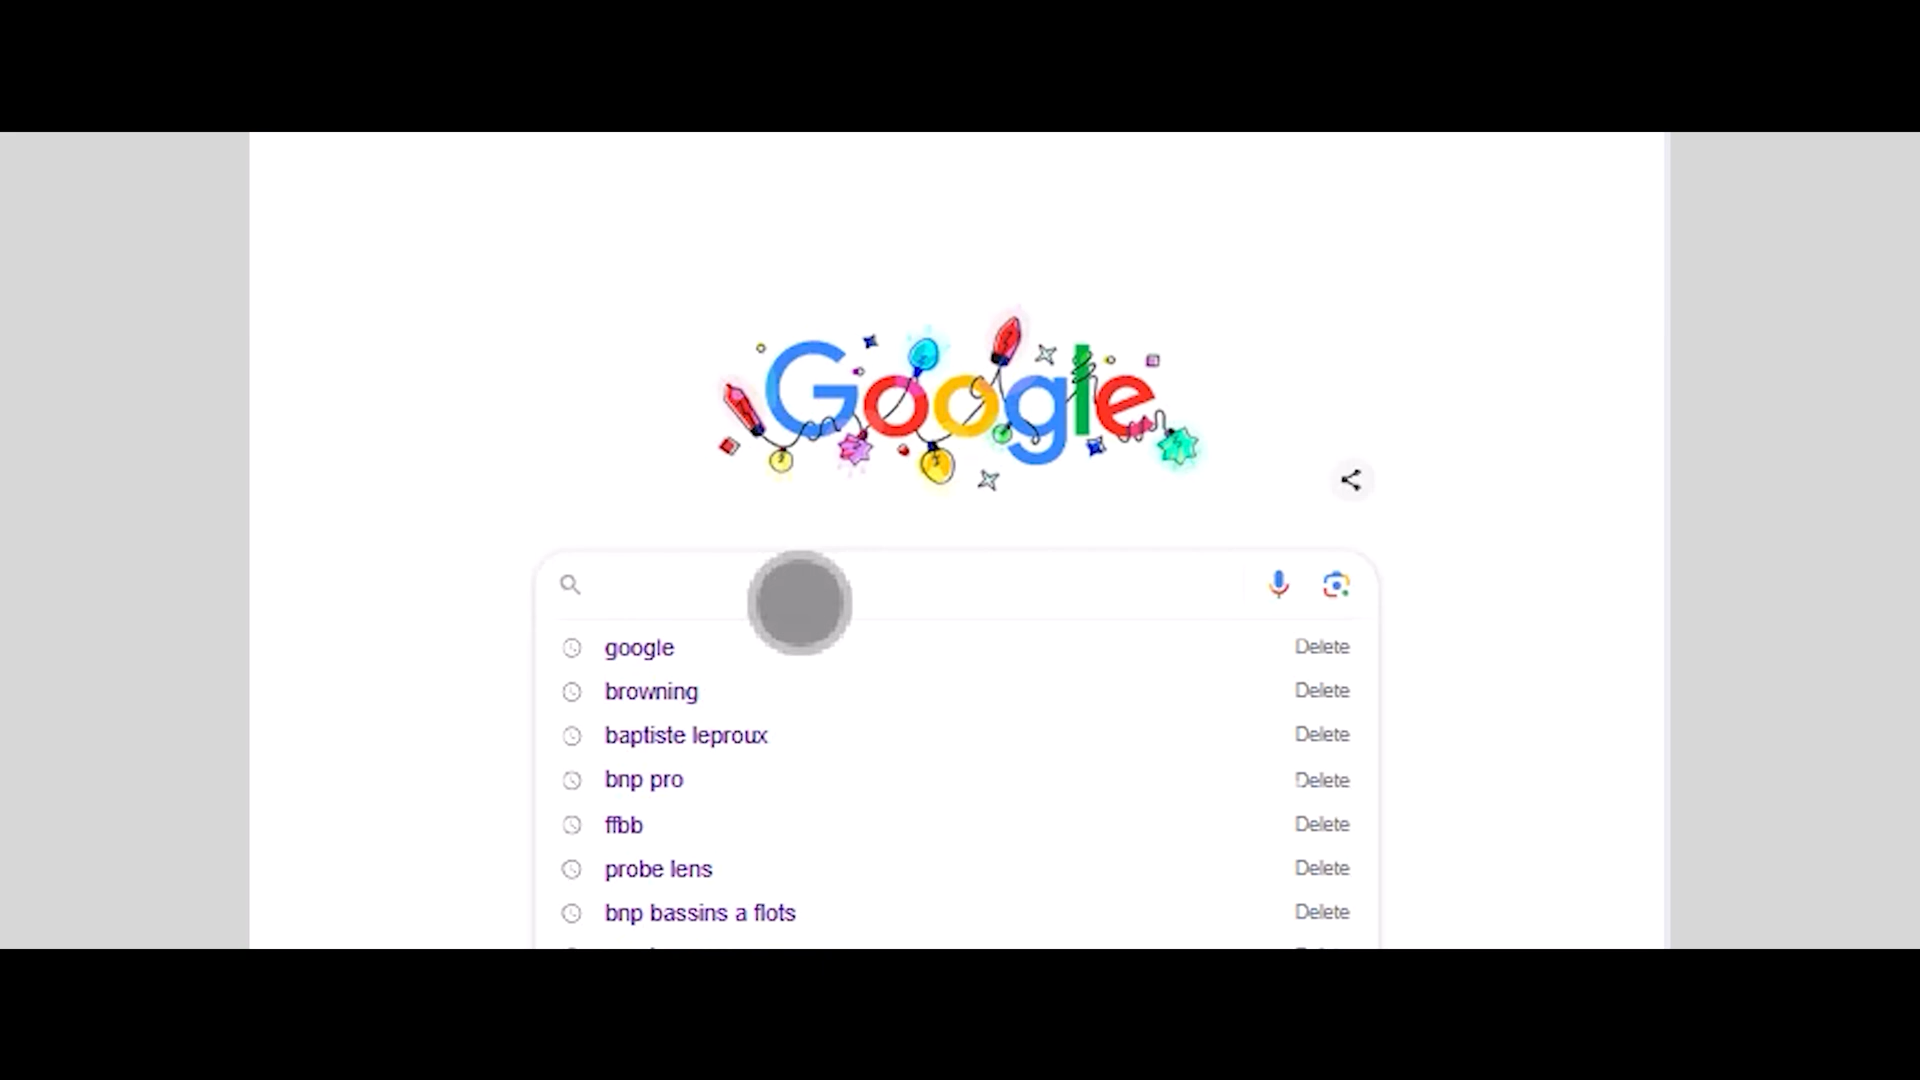 Google
google Delete
browning Delete
baptiste leproux Delete
bnp pro Delete
ffbb Delete
probe lens Delete
bnp bassins a flots Delete